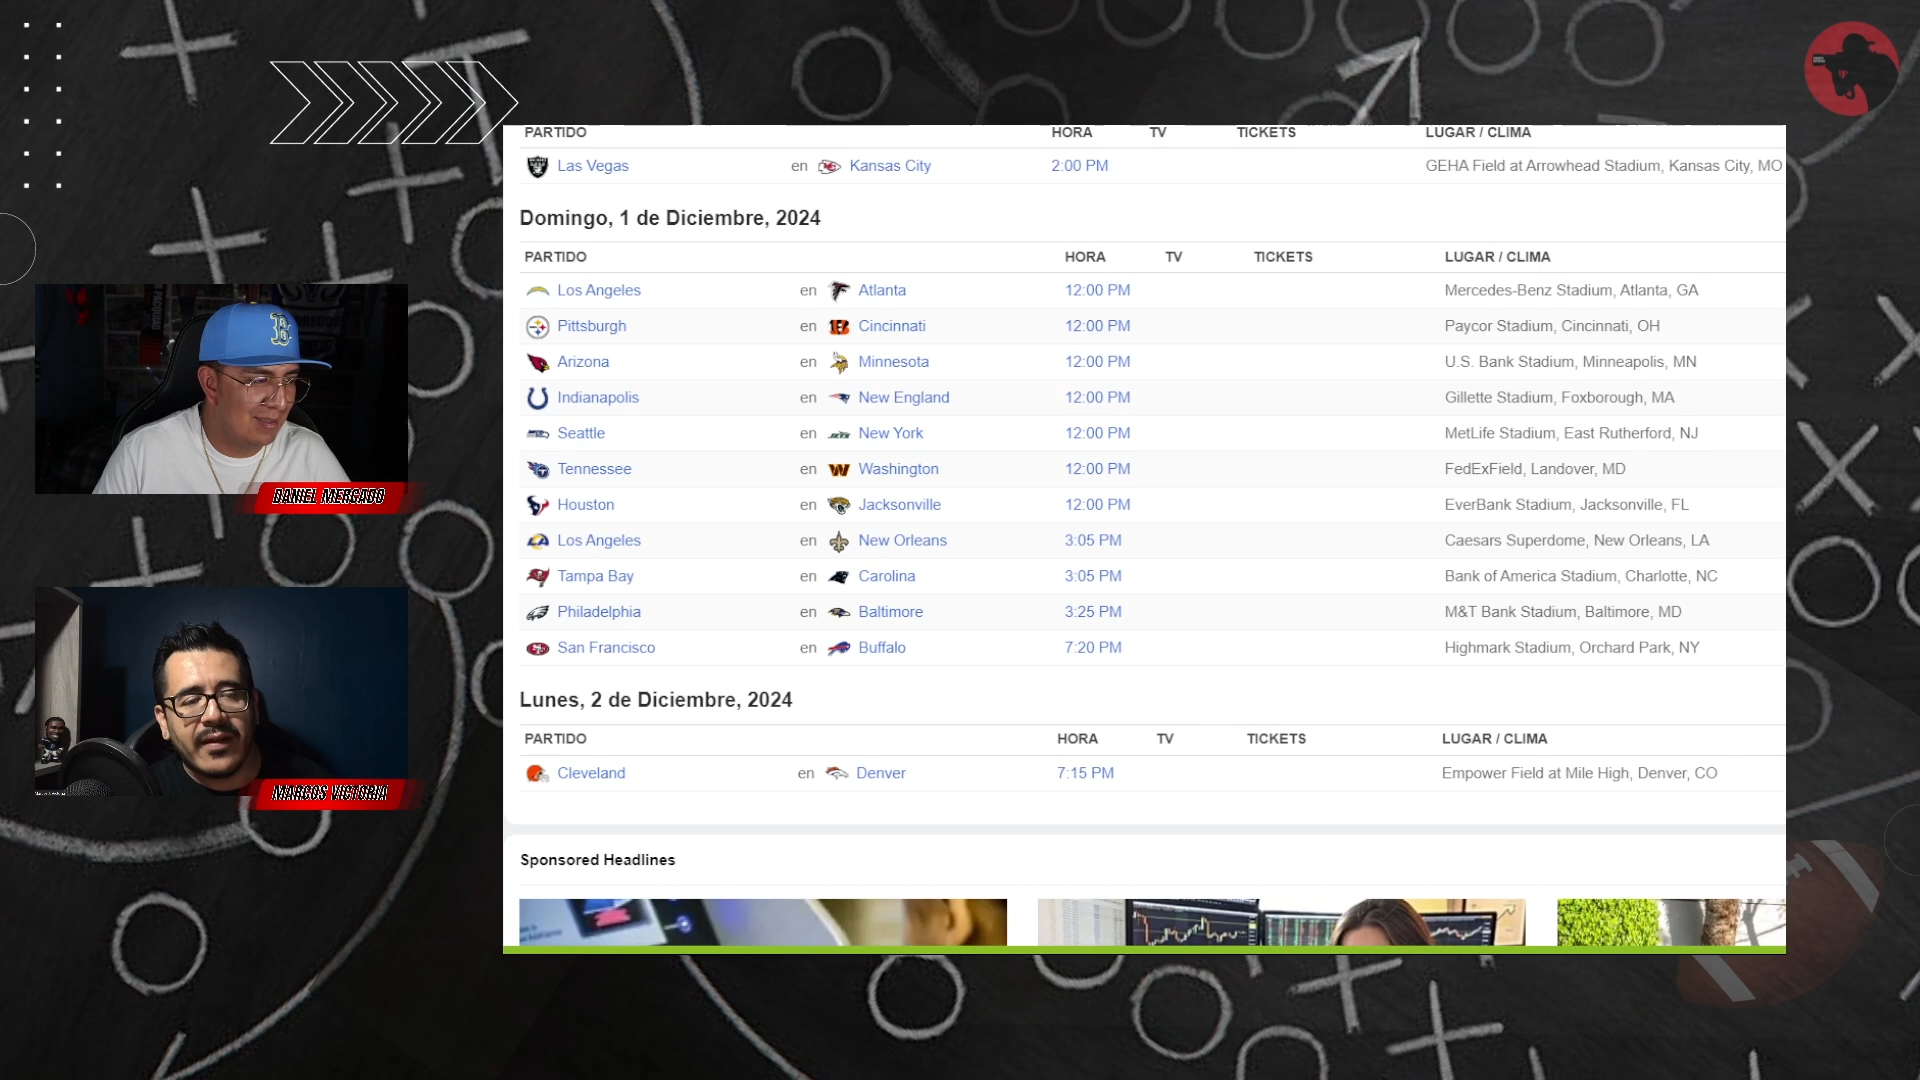 PARTIDO HORA TV TICKETS LUGAR / CLIMA
Las Vegas en Kansas City 2:00 PM GEHA Field at Arrowhead Stadium, Kansas City, MO
Domingo, 1 de Diciembre, 2024
PARTIDO HORA TV TICKETS LUGAR / CLIMA
Los Angeles en Atlanta 12:00 PM Mercedes-Benz Stadium, Atlanta, GA
Pittsburgh en Cincinnati 12:00 PM Paycor Stadium, Cincinnati, OH
Arizona en Minnesota 12:00 PM U.S. Bank Stadium, Minneapolis, MN
Indianapolis en New England 12:00 PM Gillette Stadium, Foxborough, MA
Seattle en New York 12:00 PM MetLife Stadium, East Rutherford, NJ
Tennessee en Washington 12:00 PM FedExField, Landover, MD
Houston en Jacksonville 12:00 PM EverBank Stadium, Jacksonville, FL
Los Angeles en New Orleans 3:05 PM Caesars Superdome, New Orleans, LA
Tampa Bay en Carolina 3:05 PM Bank of America Stadium, Charlotte, NC
Philadelphia en Baltimore 3:25 PM M&T Bank Stadium, Baltimore, MD
San Francisco en Buffalo 7:20 PM Highmark Stadium, Orchard Park, NY
Lunes, 2 de Diciembre, 2024
PARTIDO HORA TV TICKETS LUGAR / CLIMA
Cleveland en Denver 7:15 PM Empower Field at Mile High, Denver, CO
Sponsored Headlines
B
DANIEL MERCADO
MARCOS VICTORIA